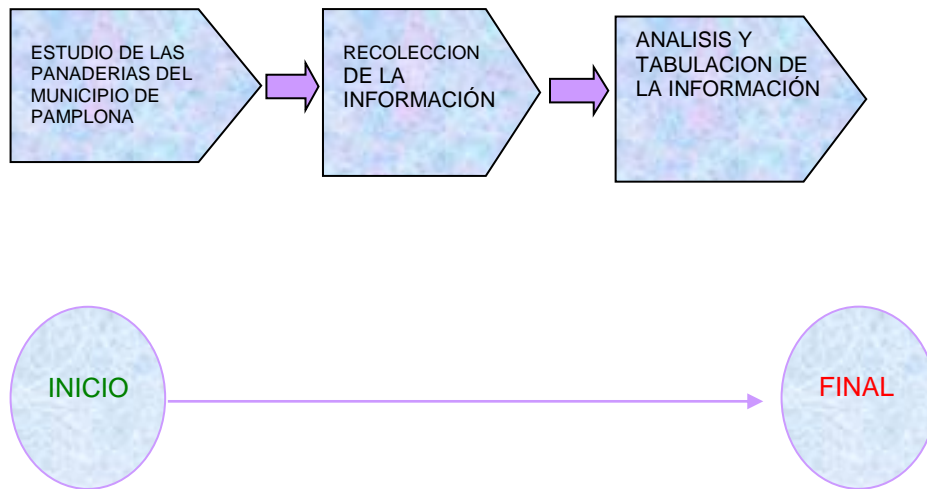 ESTUDIO DE LAS
PANADERIAS DEL
MUNICIPIO DE
PAMPLONA
RECOLECCION
DE LA
INFORMACIÓN
ANALISIS Y
TABULACION DE
LA INFORMACIÓN
INICIO
FINAL